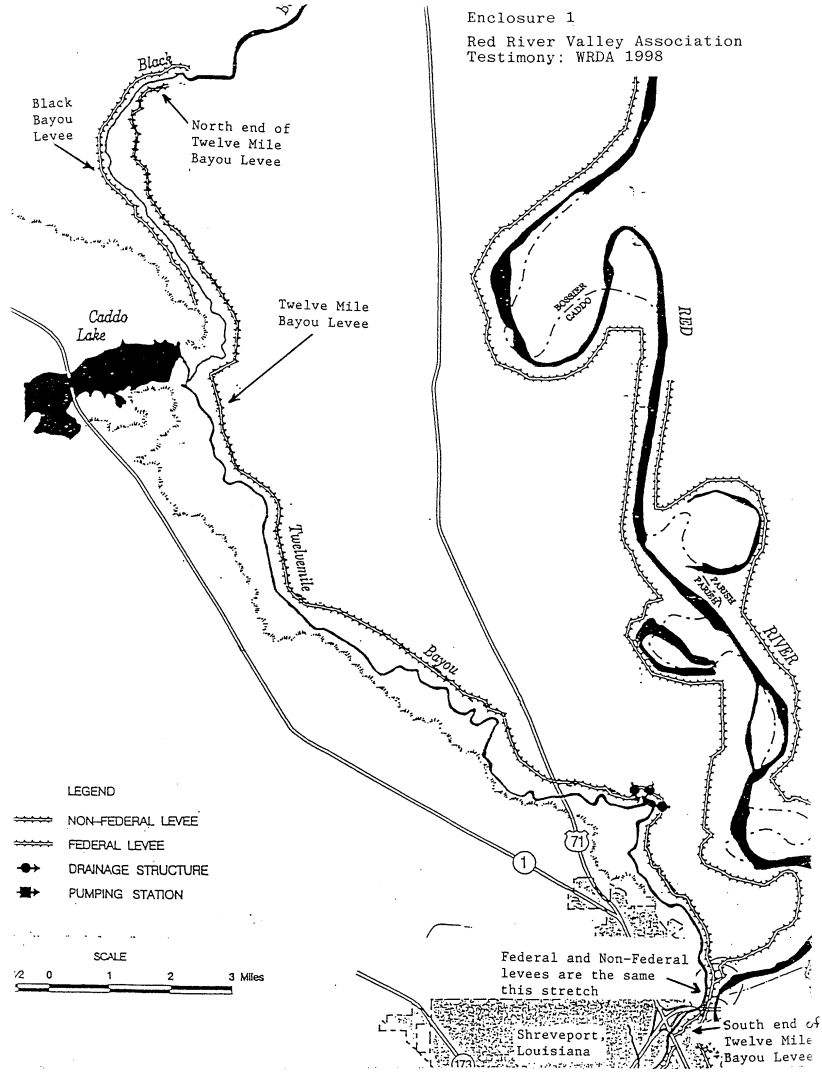 Enclosure 1
Red River Valley Association
Testimony: WRDA 1998
Black
Black
Bayou
Levee
North end of
Twelve Mile
Bayou Levee
Caddo
Lake
Twelve Mile
Bayou Levee
BOSSIER
CADDO
RED
Twelvemile
Bayou
PARISH
PARISH
RIVER
LEGEND
NON-FEDERAL LEVEE
FEDERAL LEVEE
DRAINAGE STRUCTURE
PUMPING STATION
71
1
SCALE
1/2 0 1 2 3 Miles
Federal and Non-Federal
levees are the same
this stretch
Shreveport,
Louisiana
173
South end of
Twelve Mile
Bayou Levee